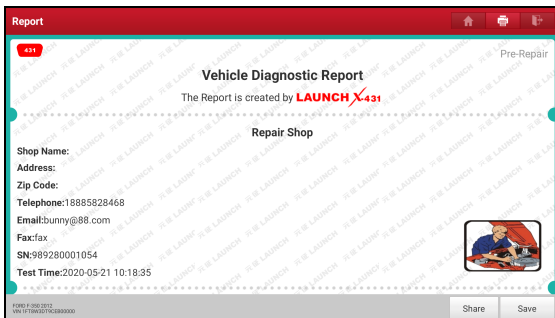 Report
431
Pre-Repair
Vehicle Diagnostic Report
The Report is created by LAUNCH X-431
Repair Shop
Shop Name:
Address:
Zip Code:
Telephone:18885828468
Email:bunny@88.com
Fax:fax
SN:989280001054
Test Time:2020-05-21 10:18:35
FORD F-350 2012
VIN 1FT8W3DT9CEB00000
Share
Save